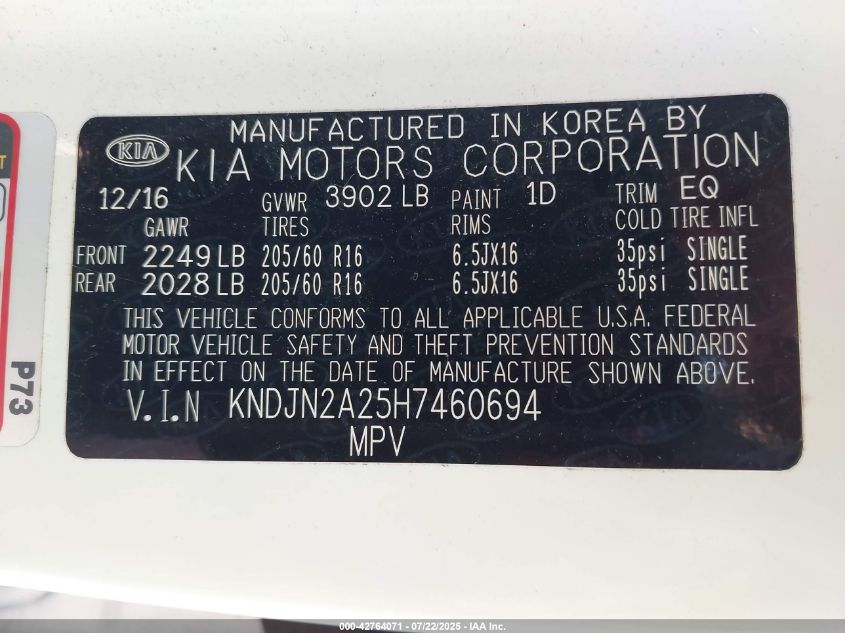 MANUFACTURED IN KOREA BY
KIA KIA MOTORS CORPORATION
12/16 GVWR 3902 LB PAINT 1D TRIM EQ
GAWR TIRES RIMS COLD TIRE INFL
FRONT 2249 LB 205/60 R16 6.5JX16 35psi SINGLE
REAR 2028 LB 205/60 R16 6.5JX16 35psi SINGLE
THIS VEHICLE CONFORMS TO ALL APPLICABLE U.S.A. FEDERAL
MOTOR VEHICLE SAFETY AND THEFT PREVENTION STANDARDS
IN EFFECT ON THE DATE OF MANUFACTURE SHOWN ABOVE.
V.I.N KNDJN2A25H7460694
MPV
P73
000-42764071 - 07/22/2025 - IAA Inc.